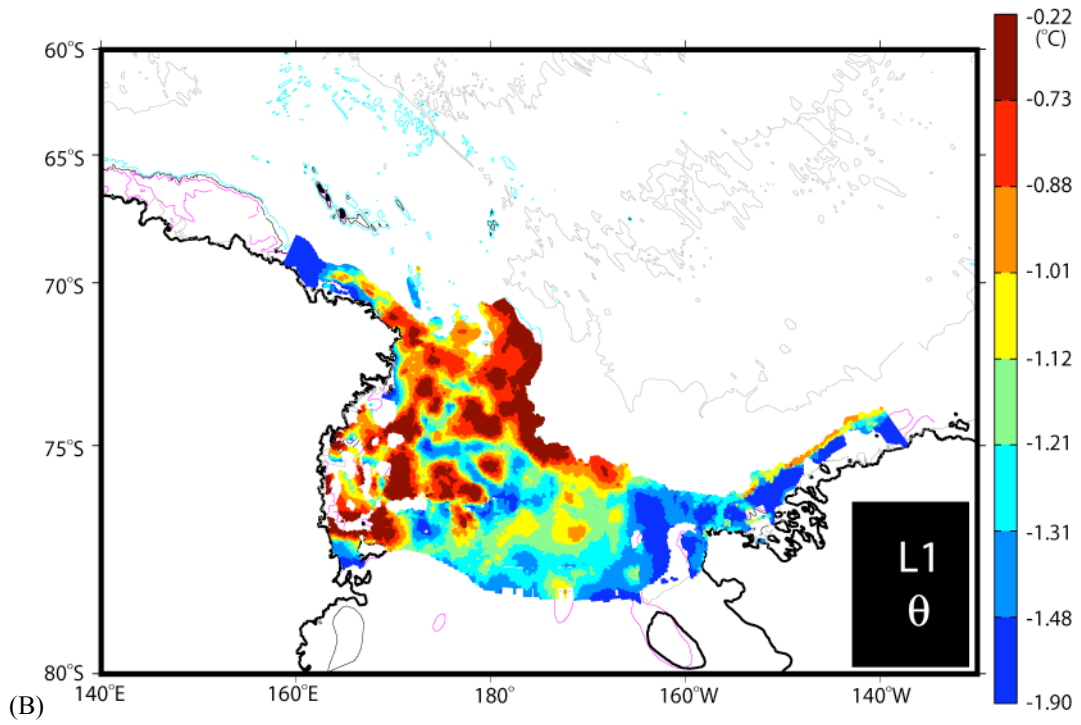 -0.22
(°C)
-0.73
-0.88
-1.01
-1.12
-1.21
-1.31
-1.48
-1.90
60°S
65°S
70°S
75°S
80°S
140°E
160°E
180°
160°W
140°W
L1
θ
(B)